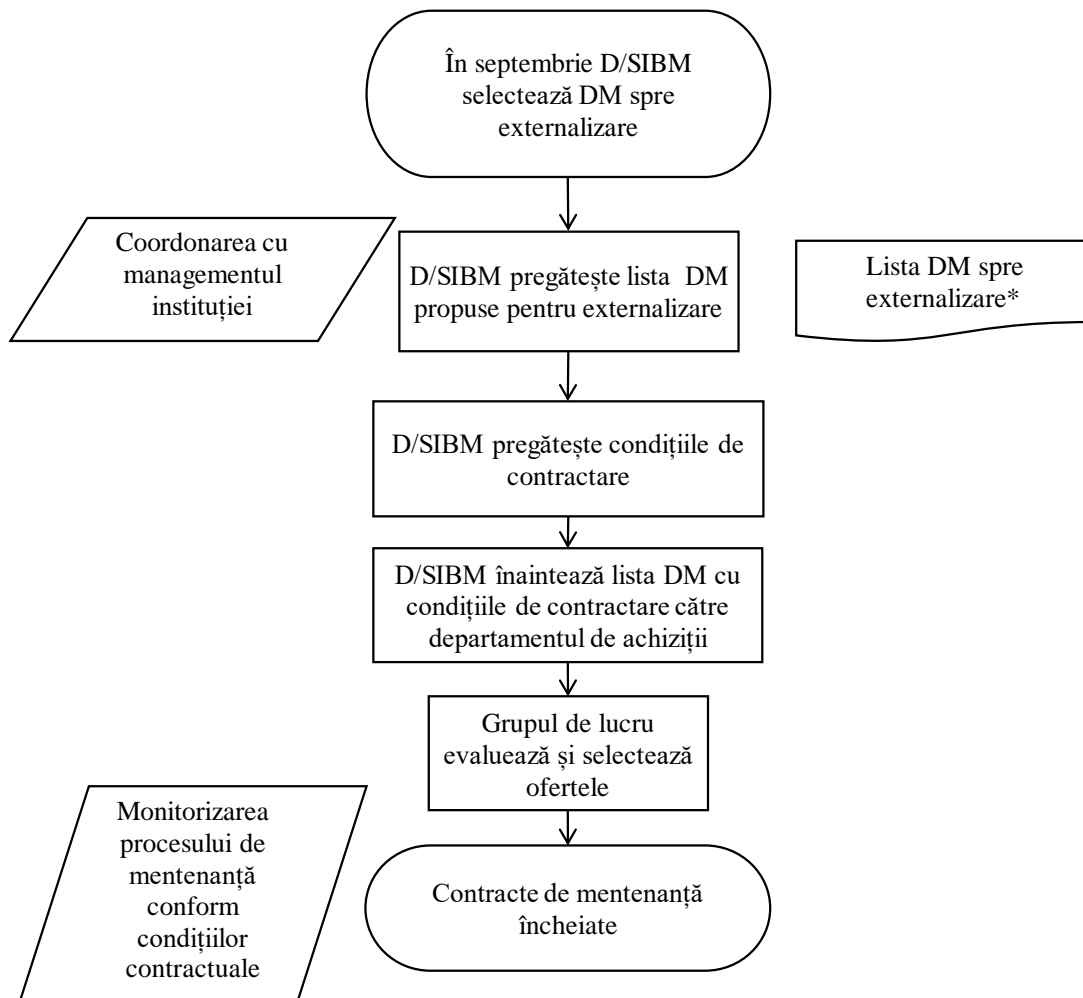 În septembrie D/SIBM
selectează DM spre
externalizare
Coordonarea cu
managementul
instituției
D/SIBM pregătește lista DM
propuse pentru externalizare
Lista DM spre
externalizare*
D/SIBM pregătește condițiile de
contractare
D/SIBM înaintează lista DM cu
condițiile de contractare către
departamentul de achiziții
Grupul de lucru
evaluează și selectează
ofertele
Monitorizarea
procesului de
mentenanță
conform
condițiilor
contractuale
Contracte de mentenanță
încheiate